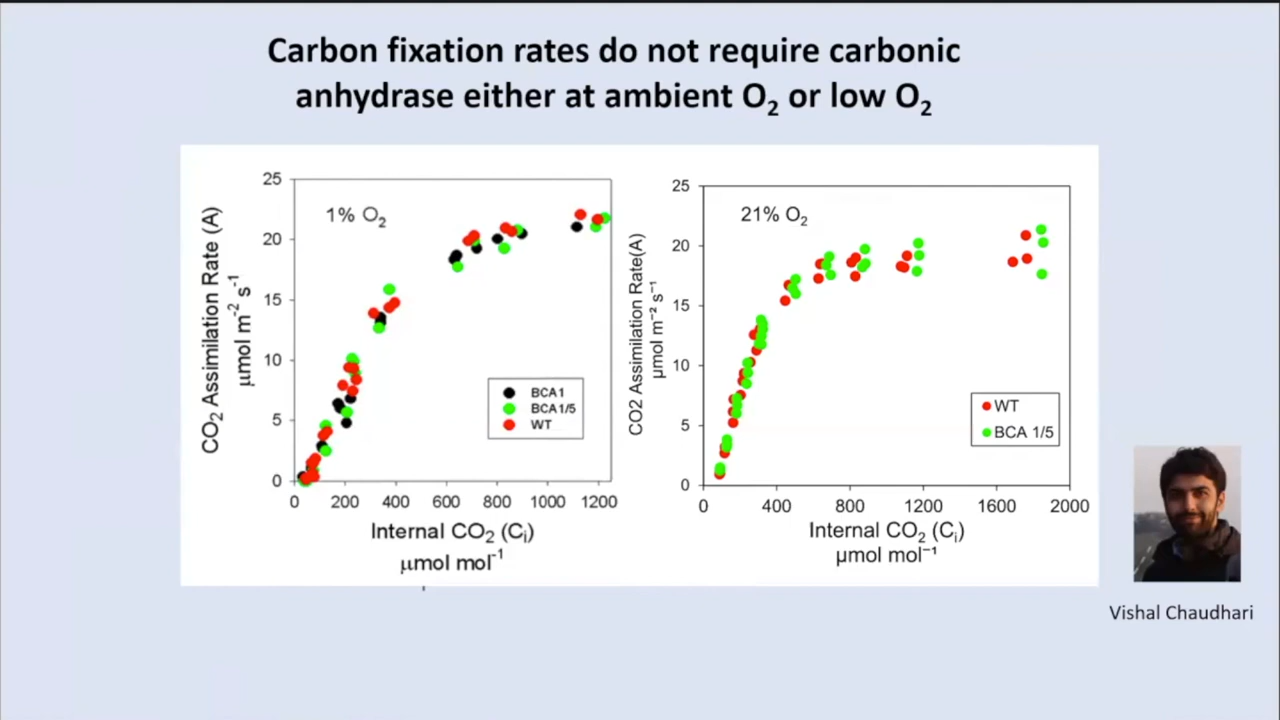 Carbon fixation rates do not require carbonic
anhydrase either at ambient O₂ or low O₂
CO₂ Assimilation Rate (A)
µmol m⁻² s⁻¹
25
20
15
10
5
0
1% O₂
BCA1
BCA1/5
WT
0 200 400 600 800 1000 1200
Internal CO₂ (Cᵢ)
µmol mol⁻¹
CO2 Assimilation Rate(A)
µmol m⁻² s⁻¹
25
20
15
10
5
0
21% O₂
WT
BCA 1/5
0 400 800 1200 1600 2000
Internal CO₂ (Cᵢ)
µmol mol⁻¹
Vishal Chaudhari